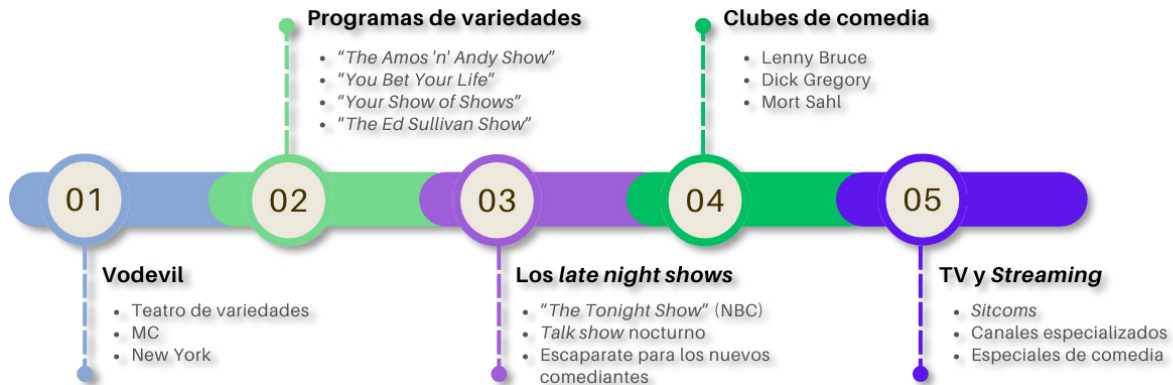 Programas de variedades
"The Amos 'n' Andy Show"
"You Bet Your Life"
"Your Show of Shows"
"The Ed Sullivan Show"
Clubes de comedia
Lenny Bruce
Dick Gregory
Mort Sahl
01
02
03
04
05
Vodevil
Teatro de variedades
MC
New York
Los late night shows
"The Tonight Show" (NBC)
Talk show nocturno
Escaparate para los nuevos
comediantes
TV y Streaming
Sitcoms
Canales especializados
Especiales de comedia